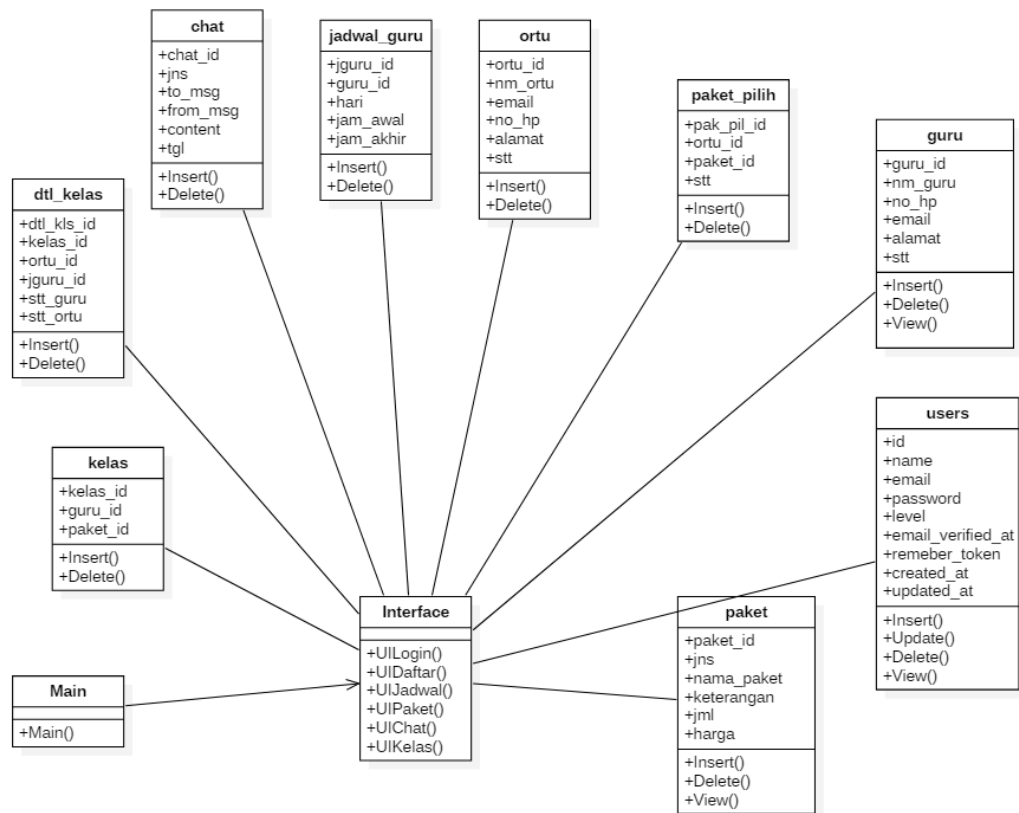 chat
+chat_id
+jns
+to_msg
+from_msg
+content
+tgl
+Insert()
+Delete()
jadwal_guru
+jguru_id
+guru_id
+hari
+jam_awal
+jam_akhir
+Insert()
+Delete()
ortu
+ortu_id
+nm_ortu
+email
+no_hp
+alamat
+stt
+Insert()
+Delete()
paket_pilih
+pak_pil_id
+ortu_id
+paket_id
+stt
+Insert()
+Delete()
guru
+guru_id
+nm_guru
+no_hp
+email
+alamat
+stt
+Insert()
+Delete()
+View()
dtl_kelas
+dtl_kls_id
+kelas_id
+ortu_id
+jguru_id
+stt_guru
+stt_ortu
+Insert()
+Delete()
kelas
+kelas_id
+guru_id
+paket_id
+Insert()
+Delete()
users
+id
+name
+email
+password
+level
+email_verified_at
+remeber_token
+created_at
+updated_at
+Insert()
+Update()
+Delete()
+View()
Interface
+UILogin()
+UIDaftar()
+UIJadwal()
+UIPaket()
+UIChat()
+UIKelas()
paket
+paket_id
+jns
+nama_paket
+keterangan
+jml
+harga
+Insert()
+Delete()
+View()
Main
+Main()